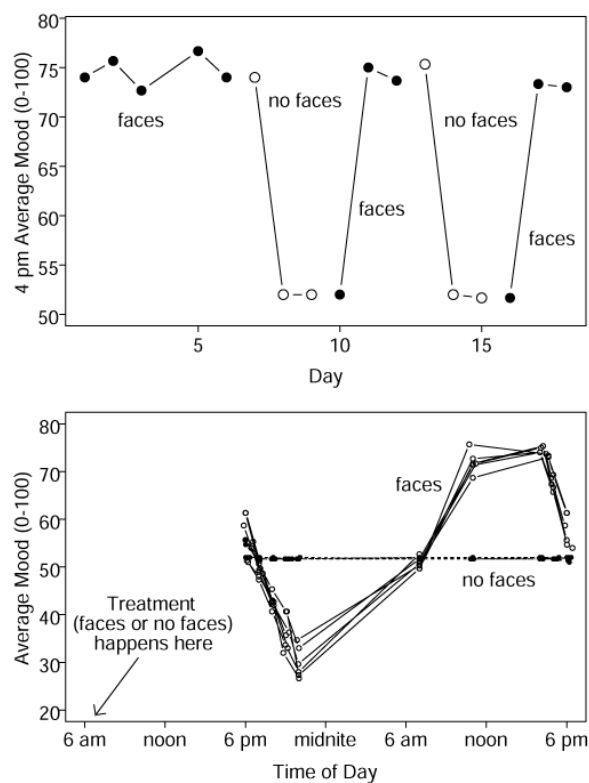 80
75
70
65
60
55
50
4 pm Average Mood (0-100)
faces
no faces
faces
no faces
faces
5
10
15
Day
80
70
60
50
40
30
20
Average Mood (0-100)
faces
no faces
Treatment
(faces or no faces)
happens here
6 am
noon
6 pm
midnite
6 am
noon
6 pm
Time of Day